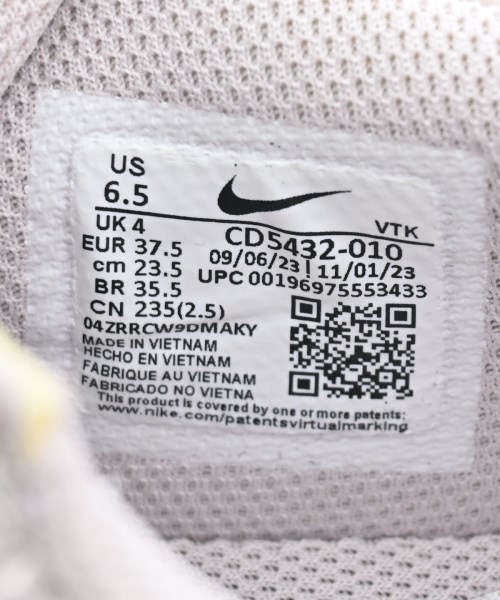 US
6.5
VTK
UK 4
CD5432-010
EUR 37.5
09/06/23 | 11/01/23
cm 23.5
UPC 00196975553433
BR 35.5
CN 235(2.5)
04ZRRCW9DMAKY
MADE IN VIETNAM
HECHO EN VIETNAM
FABRIQUE AU VIETNAM
FABRICADO NO VIETNA
This product is covered by one or more patents:
www.nike.com/patentsvirtualmarking